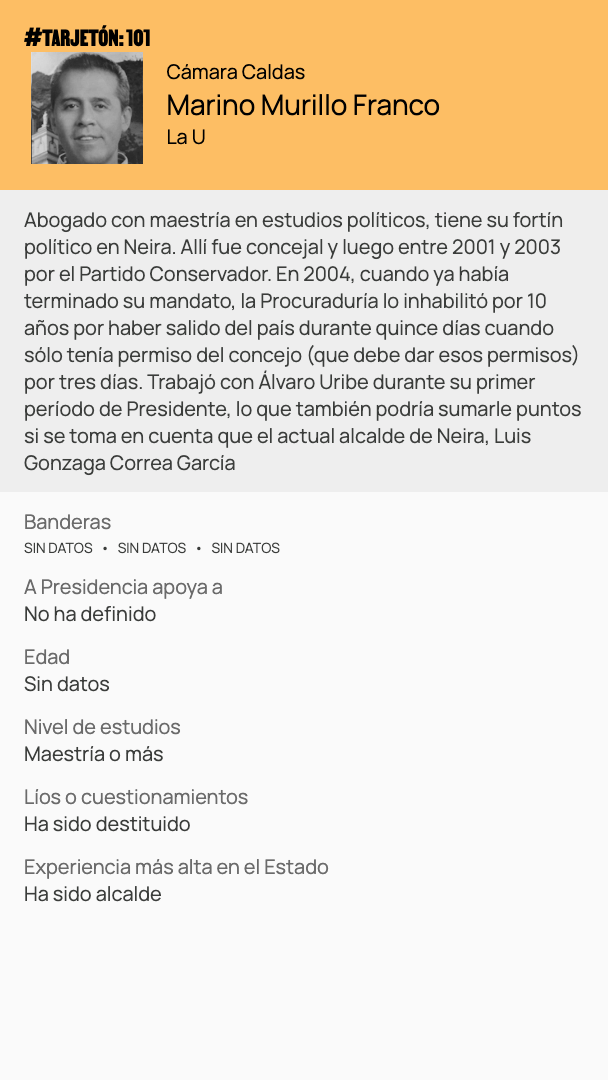 #TARJETÓN: 101
Cámara Caldas
Marino Murillo Franco
La U
Abogado con maestría en estudios políticos, tiene su fortín
político en Neira. Allí fue concejal y luego entre 2001 y 2003
por el Partido Conservador. En 2004, cuando ya había
terminado su mandato, la Procuraduría lo inhabilitó por 10
años por haber salido del país durante quince días cuando
sólo tenía permiso del concejo (que debe dar esos permisos)
por tres días. Trabajó con Álvaro Uribe durante su primer
período de Presidente, lo que también podría sumarle puntos
si se toma en cuenta que el actual alcalde de Neira, Luis
Gonzaga Correa García
Banderas
SIN DATOS • SIN DATOS • SIN DATOS
A Presidencia apoya a
No ha definido
Edad
Sin datos
Nivel de estudios
Maestría o más
Líos o cuestionamientos
Ha sido destituido
Experiencia más alta en el Estado
Ha sido alcalde